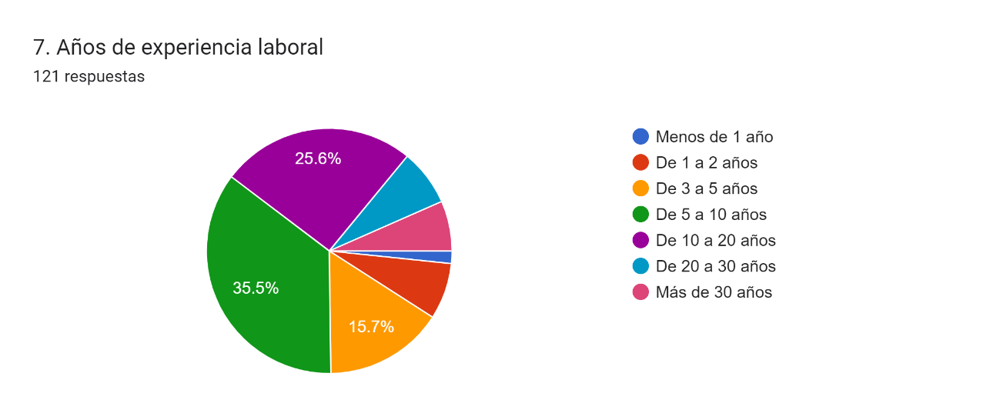 7. Años de experiencia laboral
121 respuestas
25.6%
35.5%
15.7%
Menos de 1 año
De 1 a 2 años
De 3 a 5 años
De 5 a 10 años
De 10 a 20 años
De 20 a 30 años
Más de 30 años